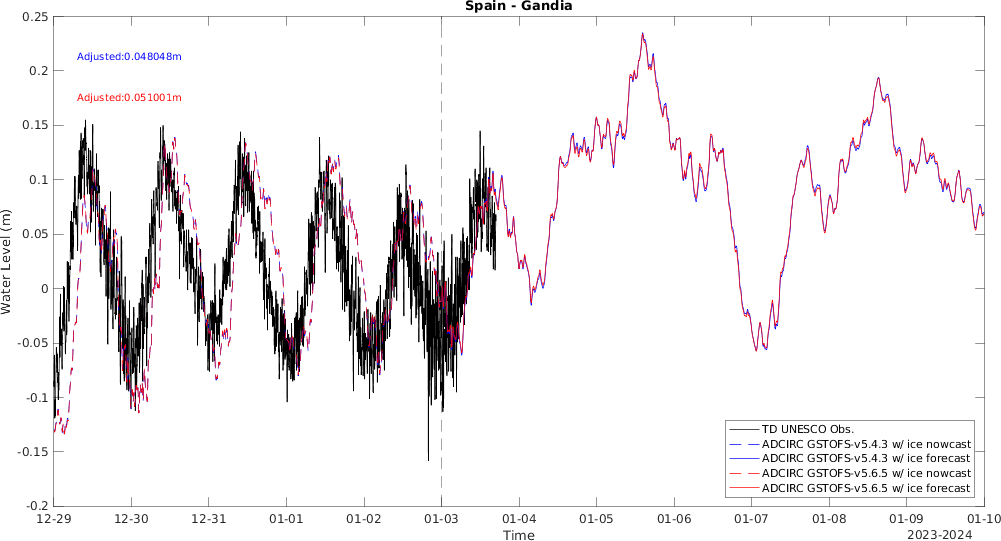 Spain - Gandia
0.25
0.2
0.15
0.1
0.05
0
-0.05
-0.1
-0.15
-0.2
Water Level (m)
Adjusted:0.048048m
Adjusted:0.051001m
TD UNESCO Obs.
ADCIRC GSTOFS-v5.4.3 w/ ice nowcast
ADCIRC GSTOFS-v5.4.3 w/ ice forecast
ADCIRC GSTOFS-v5.6.5 w/ ice nowcast
ADCIRC GSTOFS-v5.6.5 w/ ice forecast
12-29 12-30 12-31 01-01 01-02 01-03 01-04 01-05 01-06 01-07 01-08 01-09 01-10
Time
2023-2024